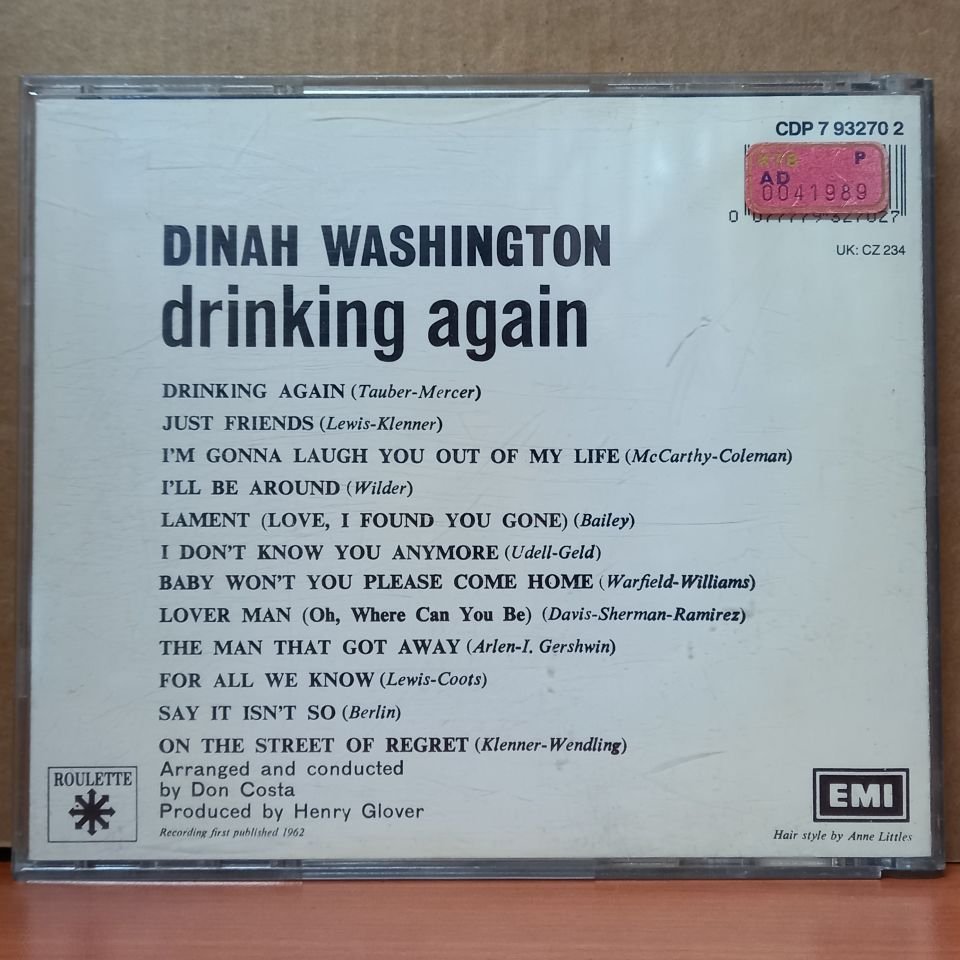 CDP 7 93270 2
P
AD
0041989
UK: CZ 234
DINAH WASHINGTON
drinking again
DRINKING AGAIN (Tauber-Mercer)
JUST FRIENDS (Lewis-Klenner)
I'M GONNA LAUGH YOU OUT OF MY LIFE (McCarthy-Coleman)
I'LL BE AROUND (Wilder)
LAMENT (LOVE, I FOUND YOU GONE) (Bailey)
I DON'T KNOW YOU ANYMORE (Udell-Geld)
BABY WON'T YOU PLEASE COME HOME (Warfield-Williams)
LOVER MAN (Oh, Where Can You Be) (Davis-Sherman-Ramirez)
THE MAN THAT GOT AWAY (Arlen-I. Gershwin)
FOR ALL WE KNOW (Lewis-Coots)
SAY IT ISN'T SO (Berlin)
ON THE STREET OF REGRET (Klenner-Wendling)
Arranged and conducted
by Don Costa
Produced by Henry Glover
Recording first published 1962
ROULETTE
EMI
Hair style by Anne Littles